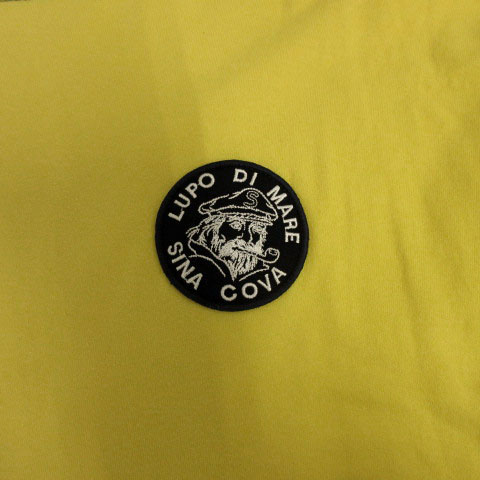 LUPO DI MARE
S
SINA COVA